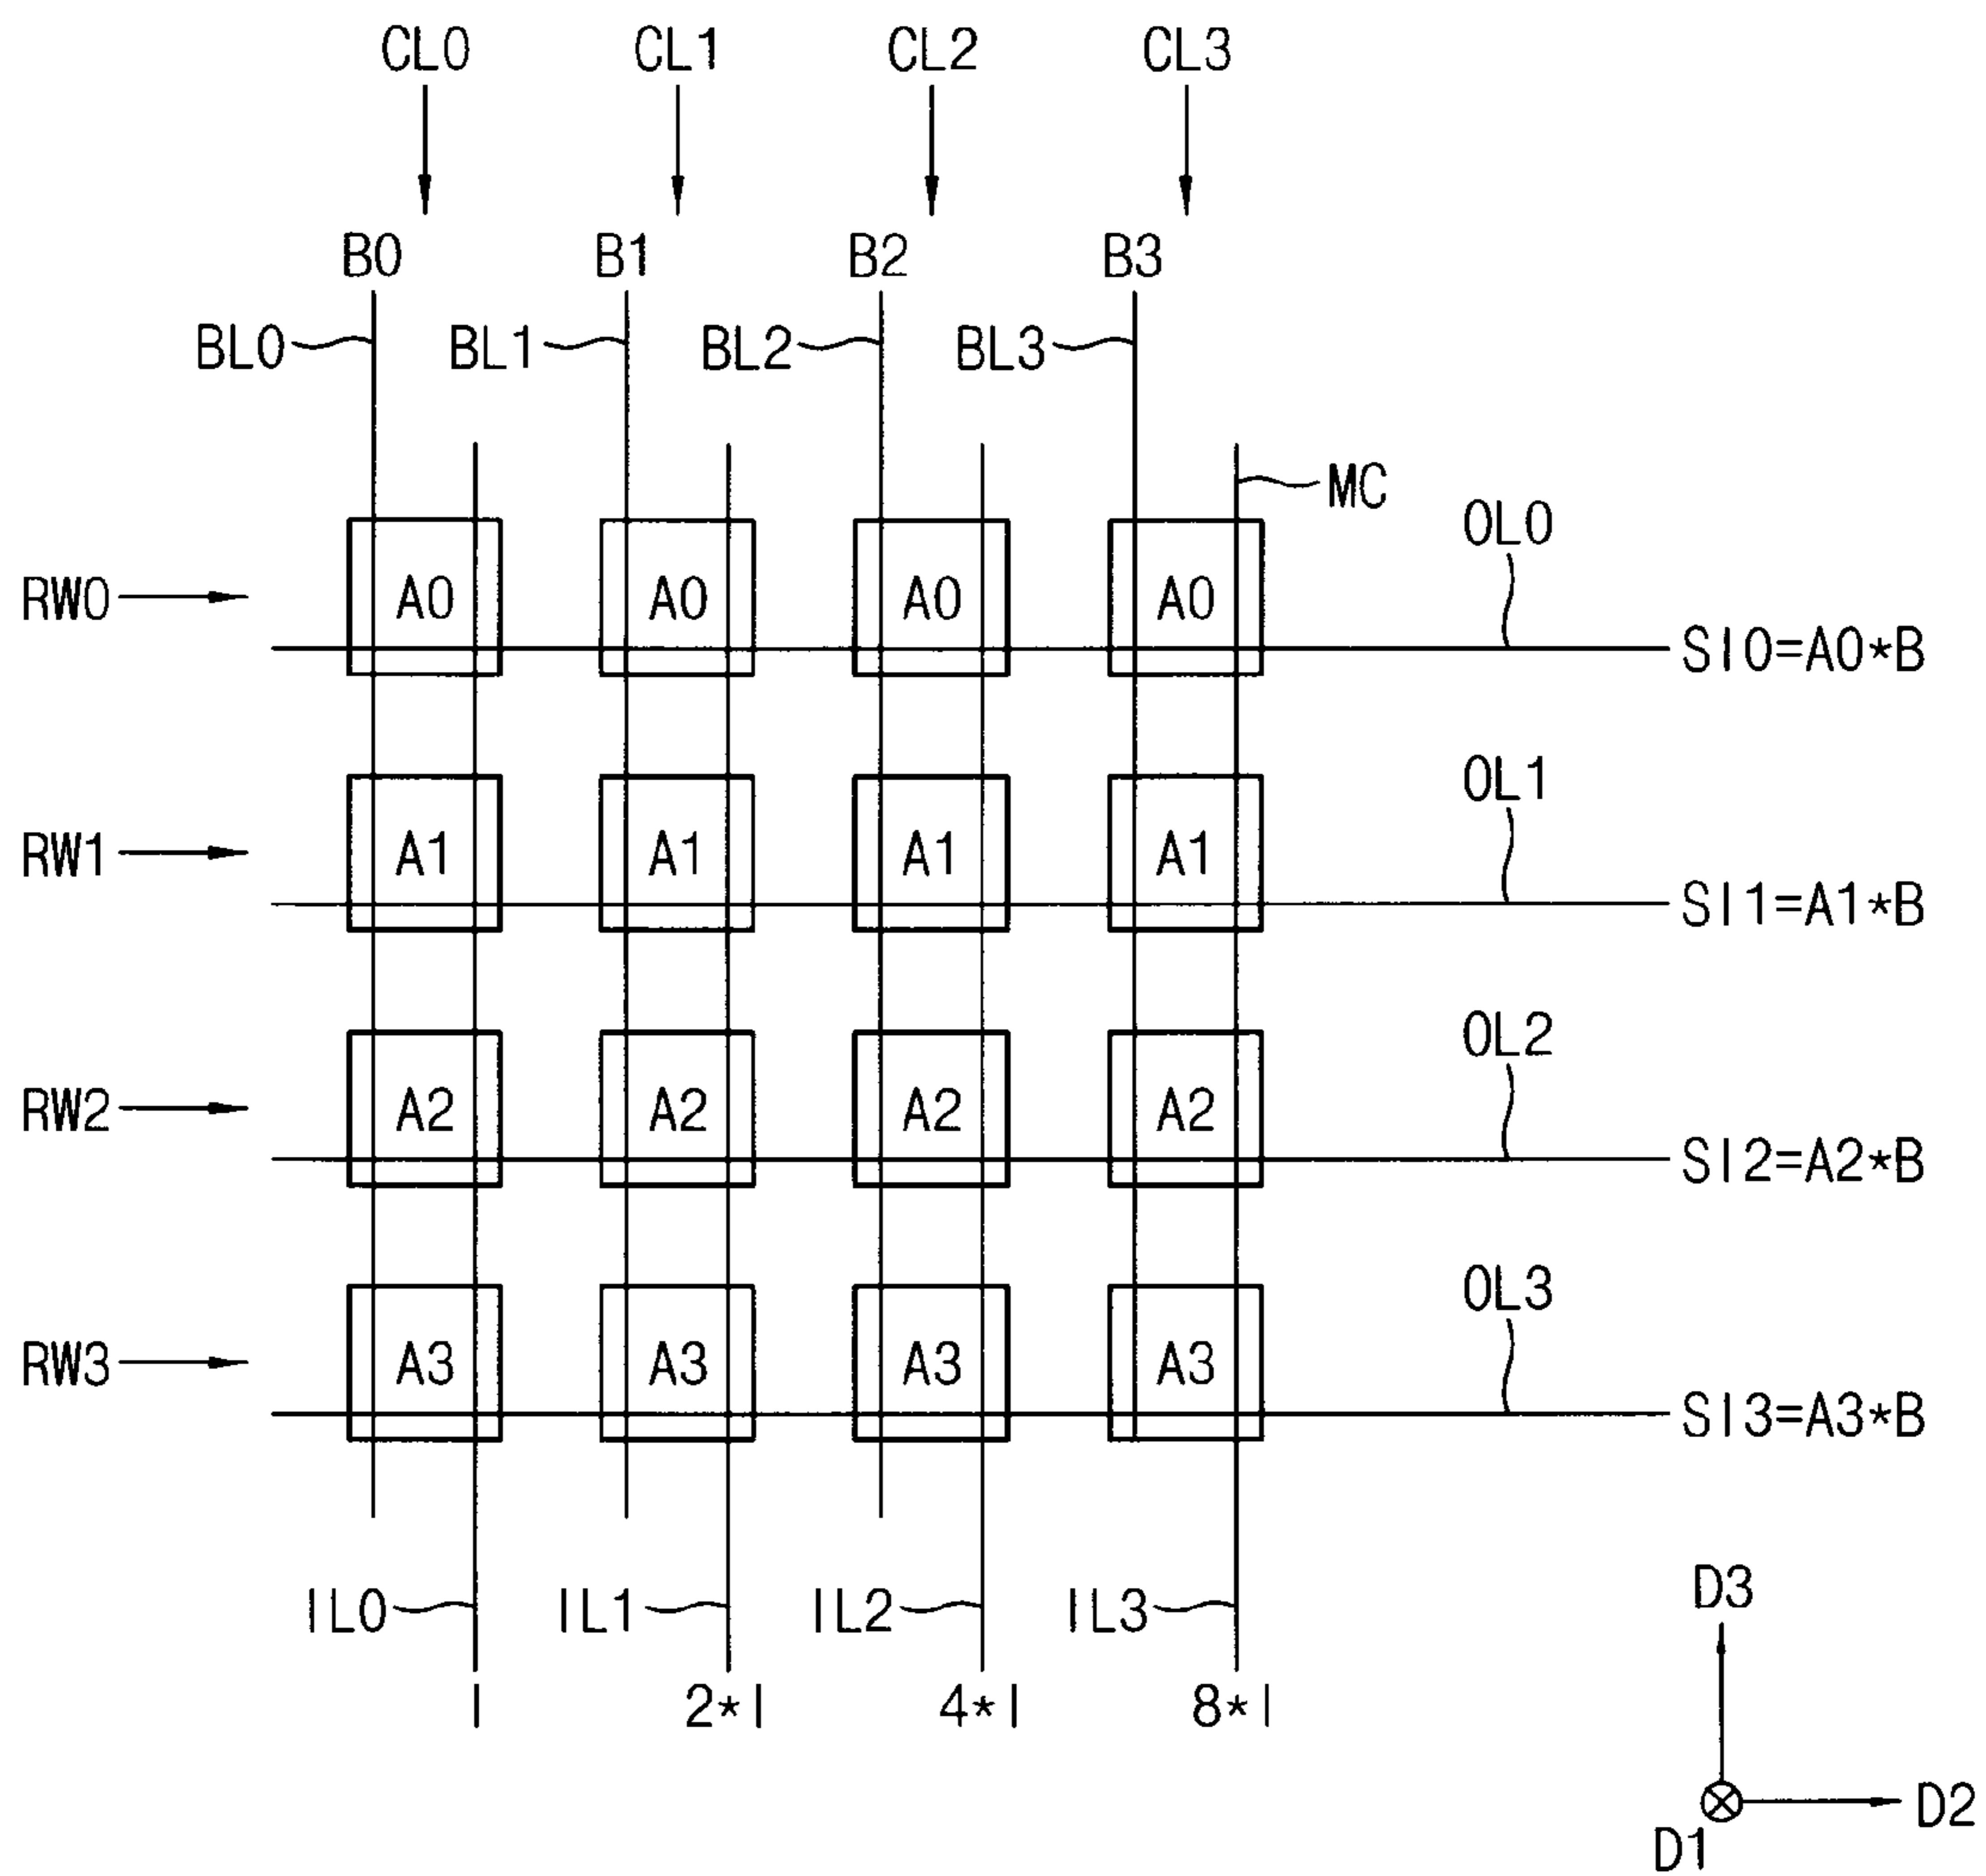 CL0 CL1 CL2 CL3
B0 B1 B2 B3
BL0 BL1 BL2 BL3
MC
OL0
RW0 A0 A0 A0 A0
SI0=A0*B
OL1
RW1 A1 A1 A1 A1
SI1=A1*B
OL2
RW2 A2 A2 A2 A2
SI2=A2*B
OL3
RW3 A3 A3 A3 A3
SI3=A3*B
IL0 IL1 IL2 IL3
I 2*I 4*I 8*I
D3
D2
D1